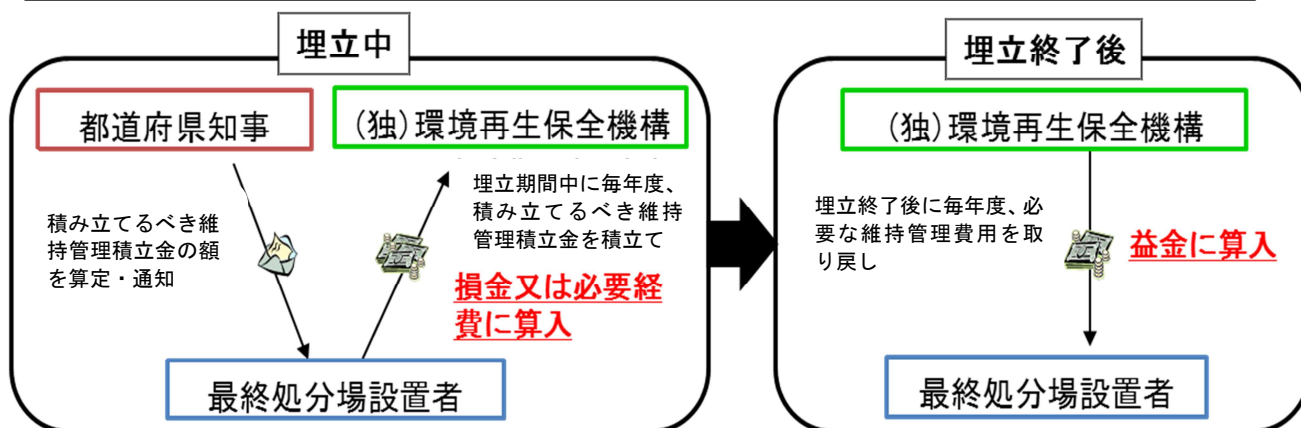 埋立中
都道府県知事
(独)環境再生保全機構
積み立てるべき維
持管理積立金の額
を算定・通知
埋立期間中に毎年度、
積み立てるべき維持
管理積立金を積立て
損金又は必要経
費に算入
最終処分場設置者
埋立終了後
(独)環境再生保全機構
埋立終了後に毎年度、必
要な維持管理費用を取
り戻し
益金に算入
最終処分場設置者